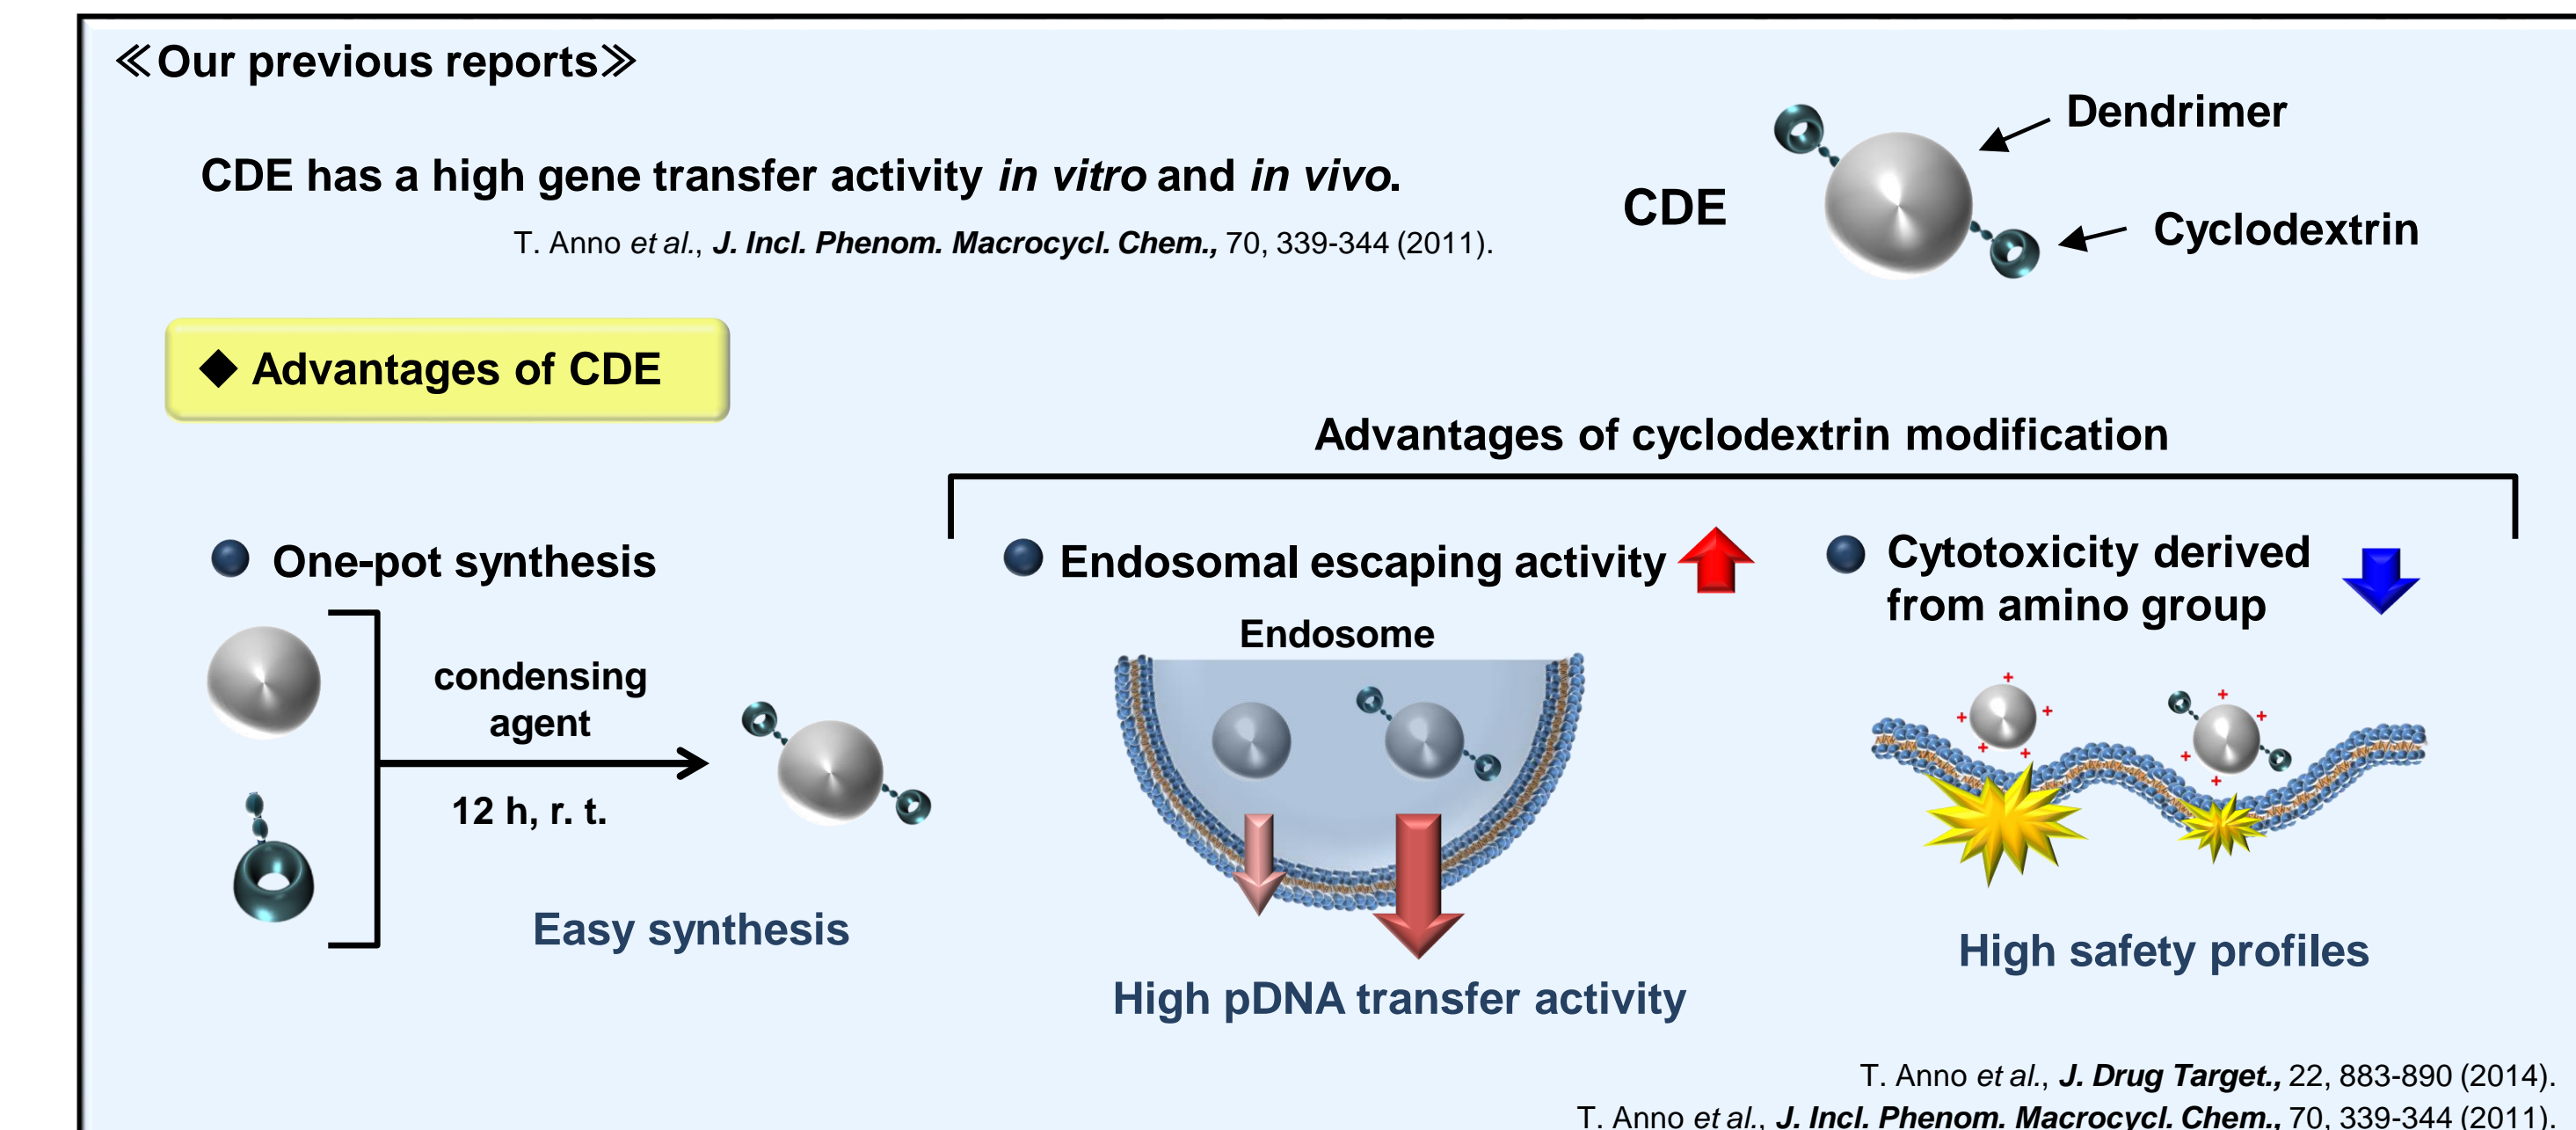 ≪Our previous reports≫
CDE has a high gene transfer activity in vitro and in vivo.
T. Anno et al., J. Incl. Phenom. Macrocycl. Chem., 70, 339-344 (2011).
CDE
Dendrimer
Cyclodextrin
◆ Advantages of CDE
Advantages of cyclodextrin modification
One-pot synthesis
condensing
agent
12 h, r. t.
Easy synthesis
Endosomal escaping activity
Endosome
High pDNA transfer activity
Cytotoxicity derived
from amino group
High safety profiles
T. Anno et al., J. Drug Target., 22, 883-890 (2014).
T. Anno et al., J. Incl. Phenom. Macrocycl. Chem., 70, 339-344 (2011).